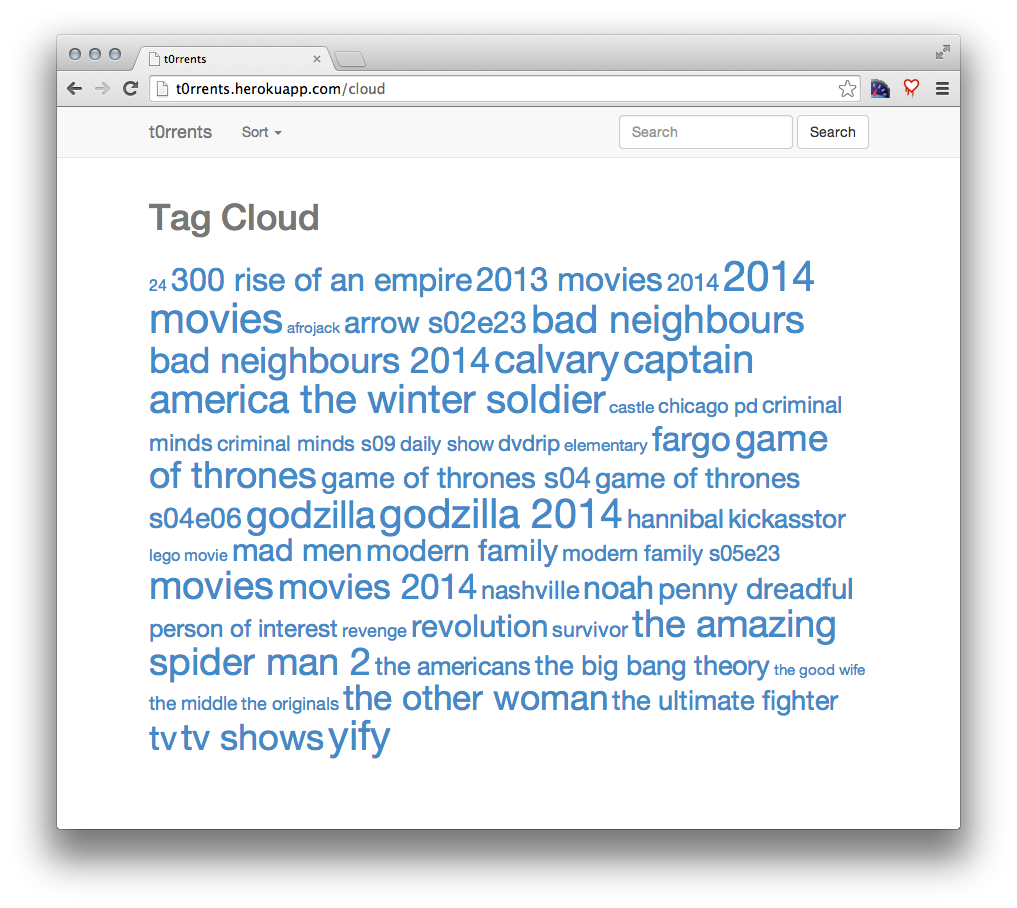 t0rrents
t0rrents.herokuapp.com/cloud
t0rrents Sort Search Search
Tag Cloud
24 300 rise of an empire 2013 movies 2014 2014
movies afrojack arrow s02e23 bad neighbours
bad neighbours 2014 calvary captain
america the winter soldier castle chicago pd criminal
minds criminal minds s09 daily show dvdrip elementary fargo game
of thrones game of thrones s04 game of thrones
s04e06 godzilla godzilla 2014 hannibal kickasstor
lego movie mad men modern family modern family s05e23
movies movies 2014 nashville noah penny dreadful
person of interest revenge revolution survivor the amazing
spider man 2 the americans the big bang theory the good wife
the middle the originals the other woman the ultimate fighter
tv tv shows yify